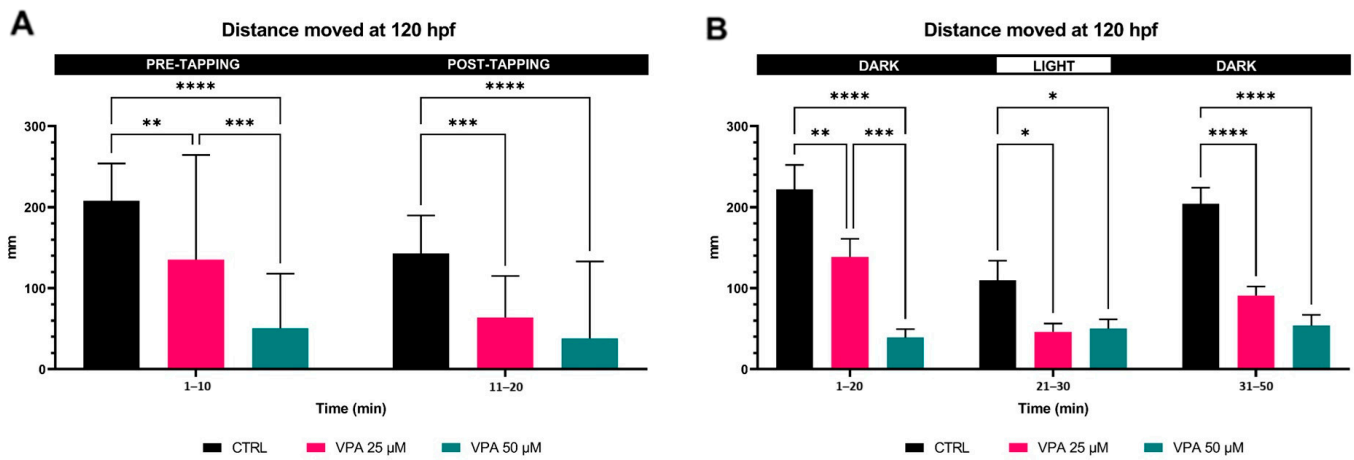 A
Distance moved at 120 hpf
PRE-TAPPING POST-TAPPING
****
****
** *** ***
300
200
100
0
mm
1–10 11–20
Time (min)
CTRL VPA 25 µM VPA 50 µM
B
Distance moved at 120 hpf
DARK LIGHT DARK
**** * ****
** *** * ****
300
200
100
0
mm
1–20 21–30 31–50
Time (min)
CTRL VPA 25 µM VPA 50 µM